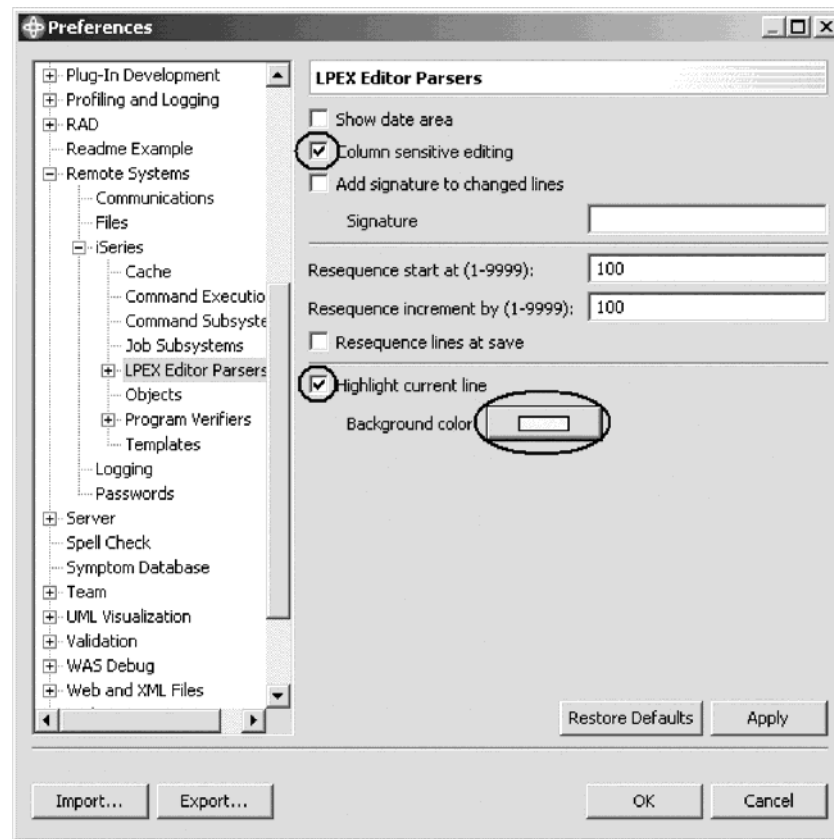 Preferences
Plug-In Development
Profiling and Logging
RAD
Readme Example
Remote Systems
Communications
Files
iSeries
Cache
Command Executio
Command Subsyste
Job Subsystems
LPEX Editor Parsers
Objects
Program Verifiers
Templates
Logging
Passwords
Server
Spell Check
Symptom Database
Team
UML Visualization
Validation
WAS Debug
Web and XML Files
LPEX Editor Parsers
Show date area
Column sensitive editing
Add signature to changed lines
Signature
Resequence start at (1-9999): 100
Resequence increment by (1-9999): 100
Resequence lines at save
Highlight current line
Background color
Restore Defaults Apply
Import... Export... OK Cancel